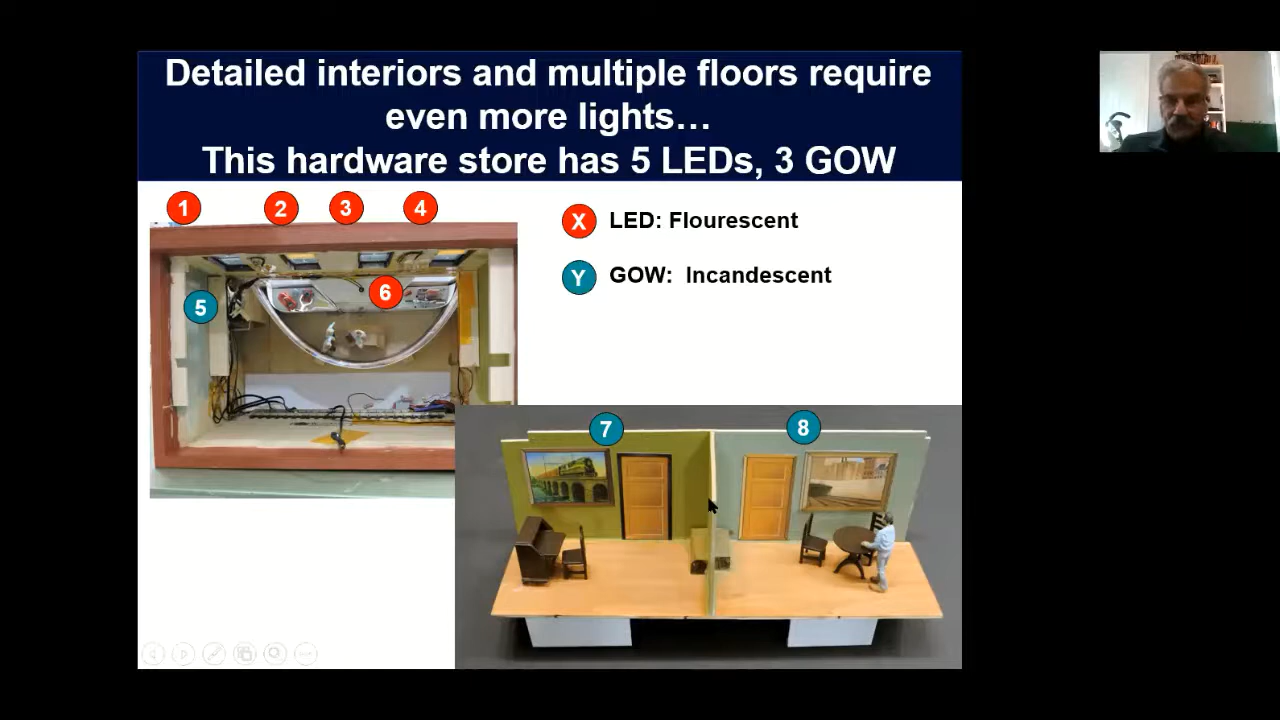 Detailed interiors and multiple floors require
even more lights…
This hardware store has 5 LEDs, 3 GOW
1
2
3
4
X LED: Flourescent
Y GOW: Incandescent
5
6
7
8